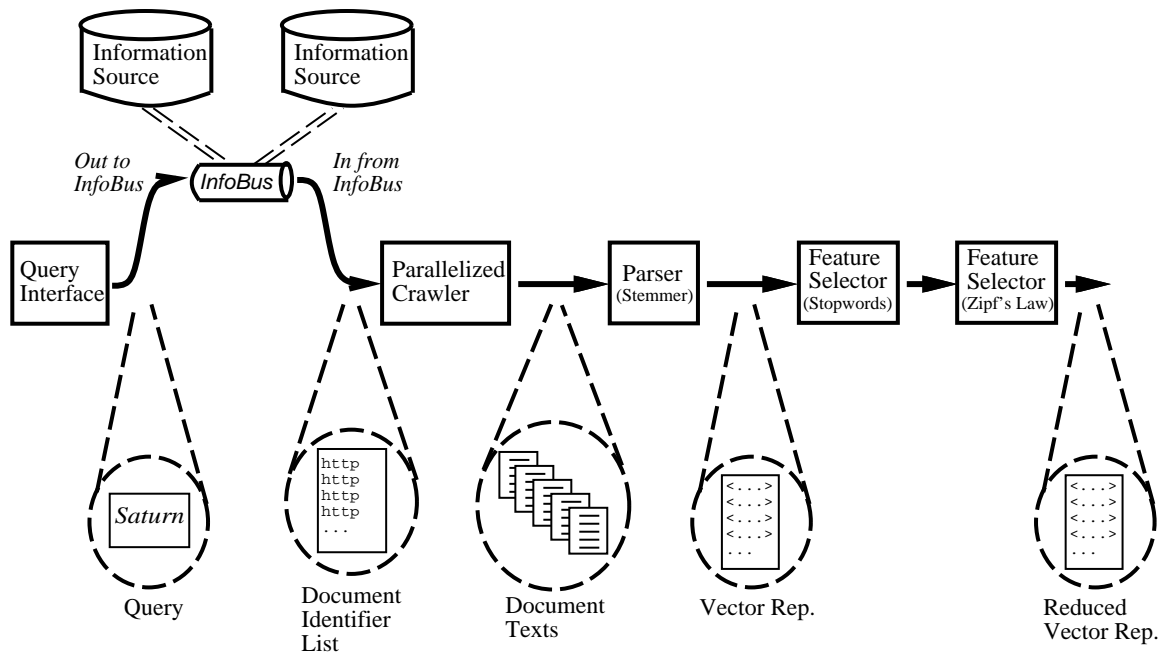 Information
Source
Information
Source
Out to
InfoBus
InfoBus
In from
InfoBus
Query
Interface
Parallelized
Crawler
Parser
(Stemmer)
Feature
Selector
(Stopwords)
Feature
Selector
(Zipf's Law)
Saturn
http
http
http
http
...
<...>
<...>
<...>
<...>
...
<...>
<...>
<...>
<...>
...
Query
Document
Identifier
List
Document
Texts
Vector Rep.
Reduced
Vector Rep.